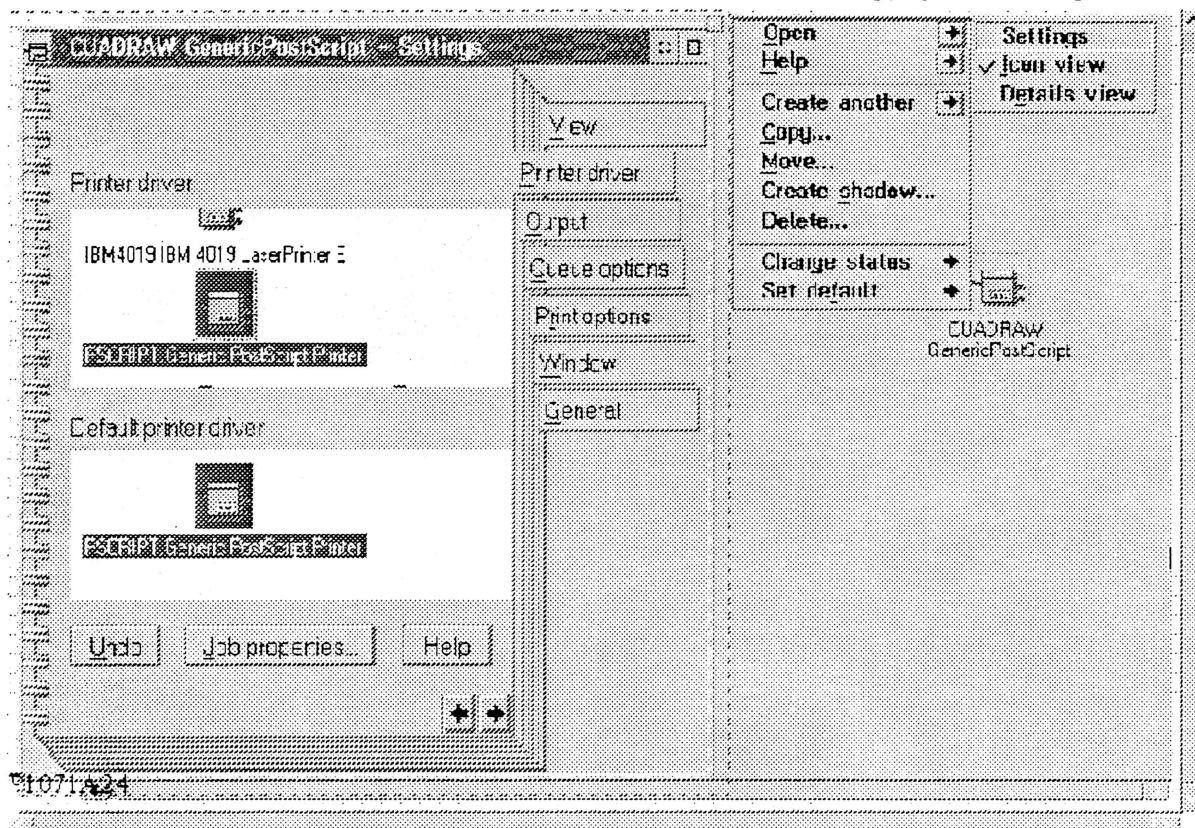 CUADRAW GenericPostScript - Settings
View
Printer driver
Output
Queue options
Print options
Window
General
Printer driver
IBM4019 IBM 4019 LaserPrinter E
PSCRIPT Generic PostScript Printer
Default printer driver
PSCRIPT Generic PostScript Printer
Undo
Job properties...
Help
Open
Help
Create another
Copy...
Move...
Create shadow...
Delete...
Change status
Set default
Settings
✓ Icon view
Details view
CUADRAW
GenericPostScript
1071A24